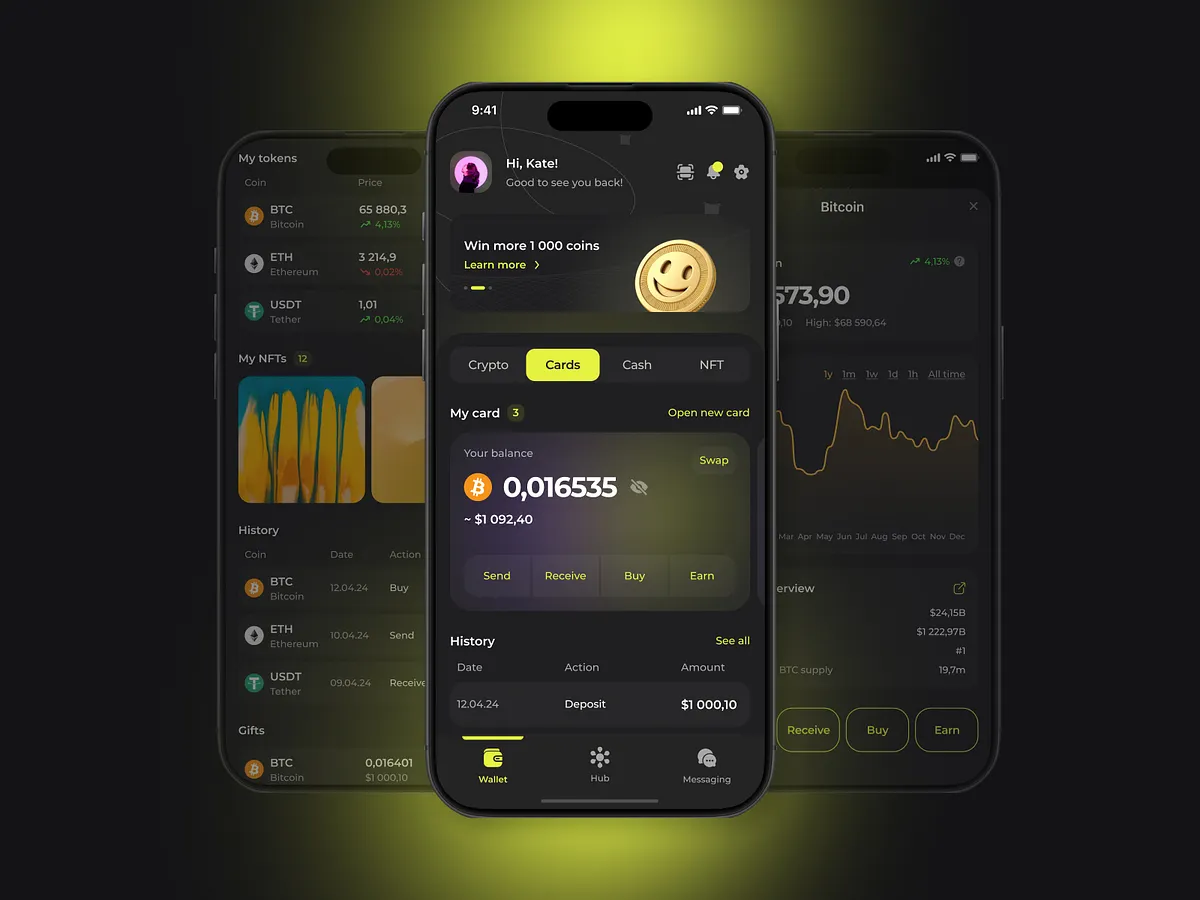 My tokens
Coin Price
BTC 65 880,3
Bitcoin 4,13%
ETH 3 214,9
Ethereum 0,02%
USDT 1,01
Tether 0,04%
My NFTs 12
History
Coin Date Action
BTC
Bitcoin 12.04.24 Buy
ETH
Ethereum 10.04.24 Send
USDT
Tether 09.04.24 Receive
Gifts
BTC 0,016401
Bitcoin $1 000,10
9:41
Hi, Kate!
Good to see you back!
Win more 1 000 coins
Learn more
Crypto Cards Cash NFT
My card 3 Open new card
Your balance Swap
0,016535
~ $1 092,40
Send Receive Buy Earn
History See all
Date Action Amount
12.04.24 Deposit $1 000,10
Wallet Hub Messaging
Bitcoin
4,13% ?
573,90
High: $68 590,64
1y 1m 1w 1d 1h All time
Mar Apr May Jun Jul Aug Sep Oct Nov Dec
$24,15B
$1 222,97B
#1
BTC supply 19,7m
Receive Buy Earn